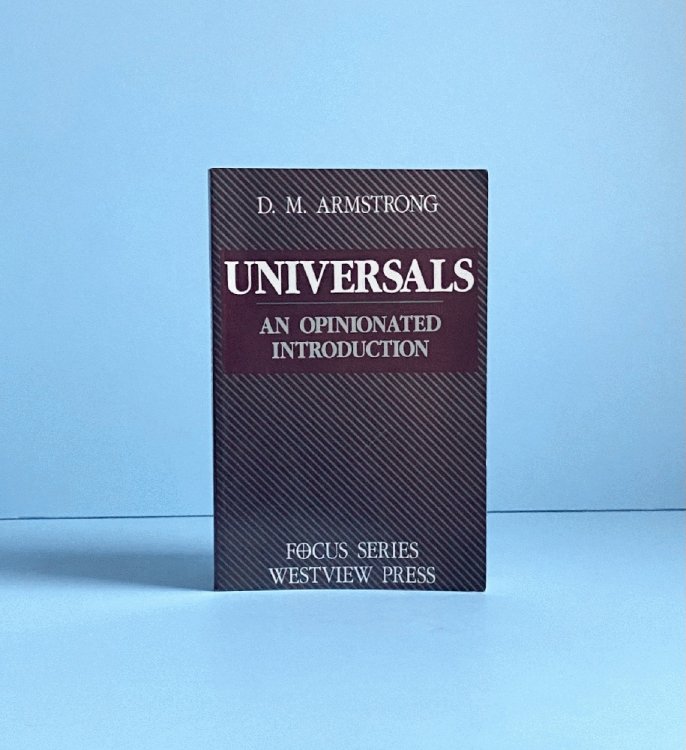 D. M. ARMSTRONG
UNIVERSALS
AN OPINIONATED
INTRODUCTION
FOCUS SERIES
WESTVIEW PRESS